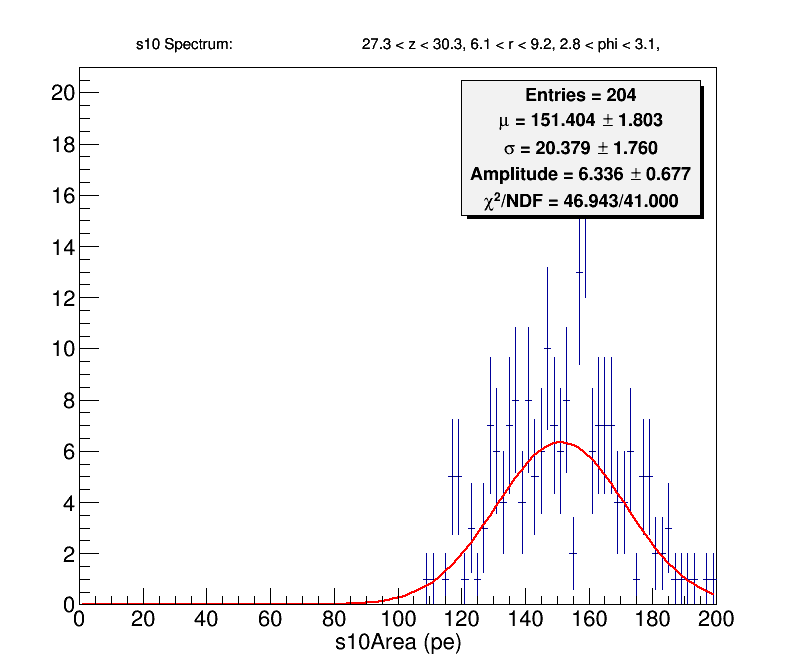 s10 Spectrum: 27.3 < z < 30.3, 6.1 < r < 9.2, 2.8 < phi < 3.1,
Entries = 204
μ = 151.404 ± 1.803
σ = 20.379 ± 1.760
Amplitude = 6.336 ± 0.677
χ²/NDF = 46.943/41.000
20
18
16
14
12
10
8
6
4
2
0
0 20 40 60 80 100 120 140 160 180 200
s10Area (pe)